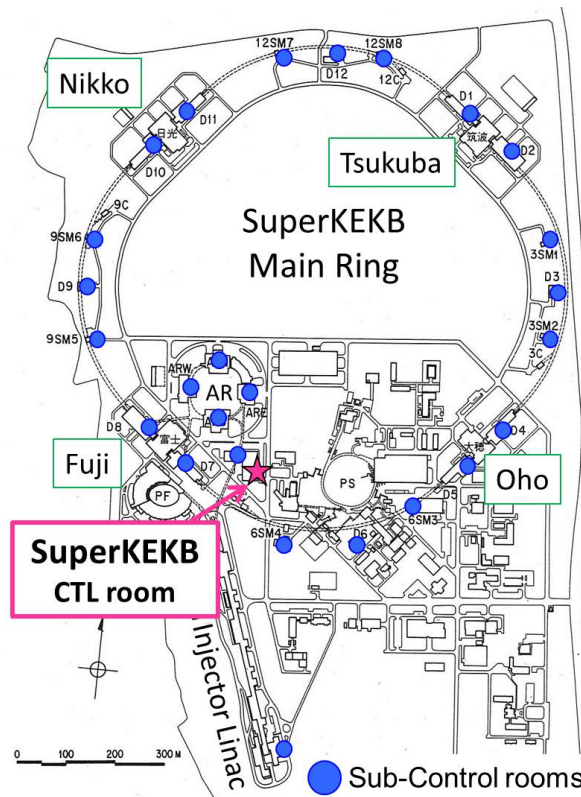 12SM7
12SM8
D12
12C
Nikko
D11
日光
D10
D1
筑波
D2
Tsukuba
SuperKEKB
Main Ring
9C
9SM6
D9
9SM5
3SM1
D3
3SM2
3C
ARW
AR
ARE
D8
富士
D7
Fuji
PF
PS
D4
大穂
D5
Oho
6SM3
6SM4
D6
SuperKEKB
CTL room
Injector Linac
0
100
200
300 M
Sub-Control rooms